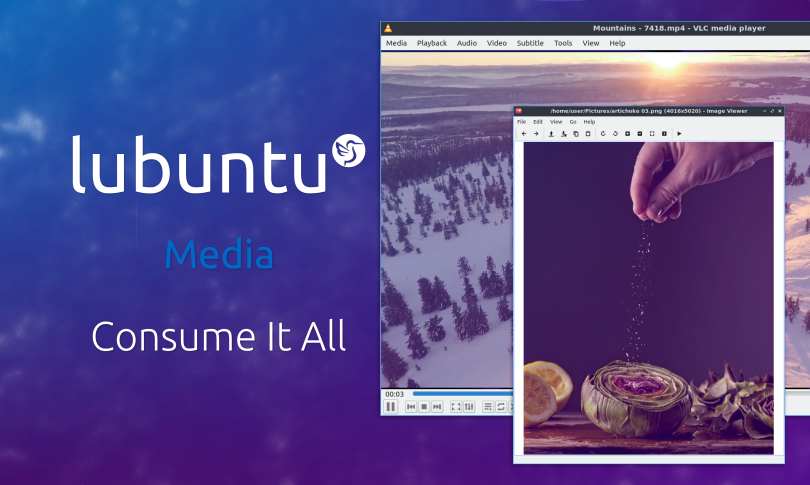 lubuntu
Media
Consume It All
Mountains - 7418.mp4 - VLC media player
Media Playback Audio Video Subtitle Tools View Help
/home/user/Pictures/artichoke 03.png (4016x5020) - Image Viewer
File Edit View Go Help
00:03